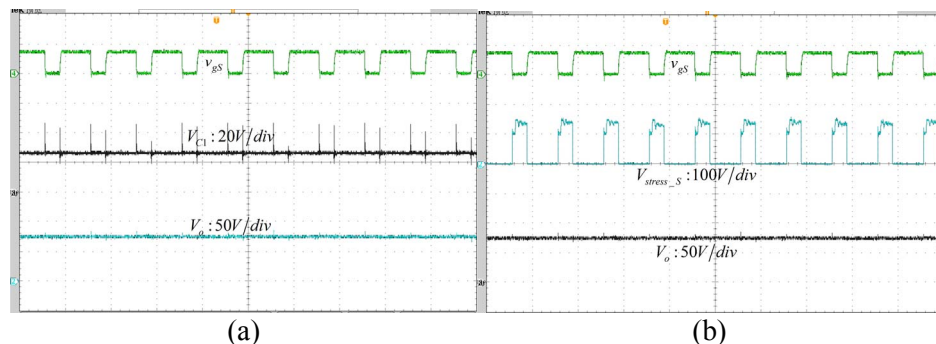 v_gS
v_gS
V_C1 : 20V/div
V_stress_S : 100V/div
V_o : 50V/div
V_o : 50V/div
(a)
(b)